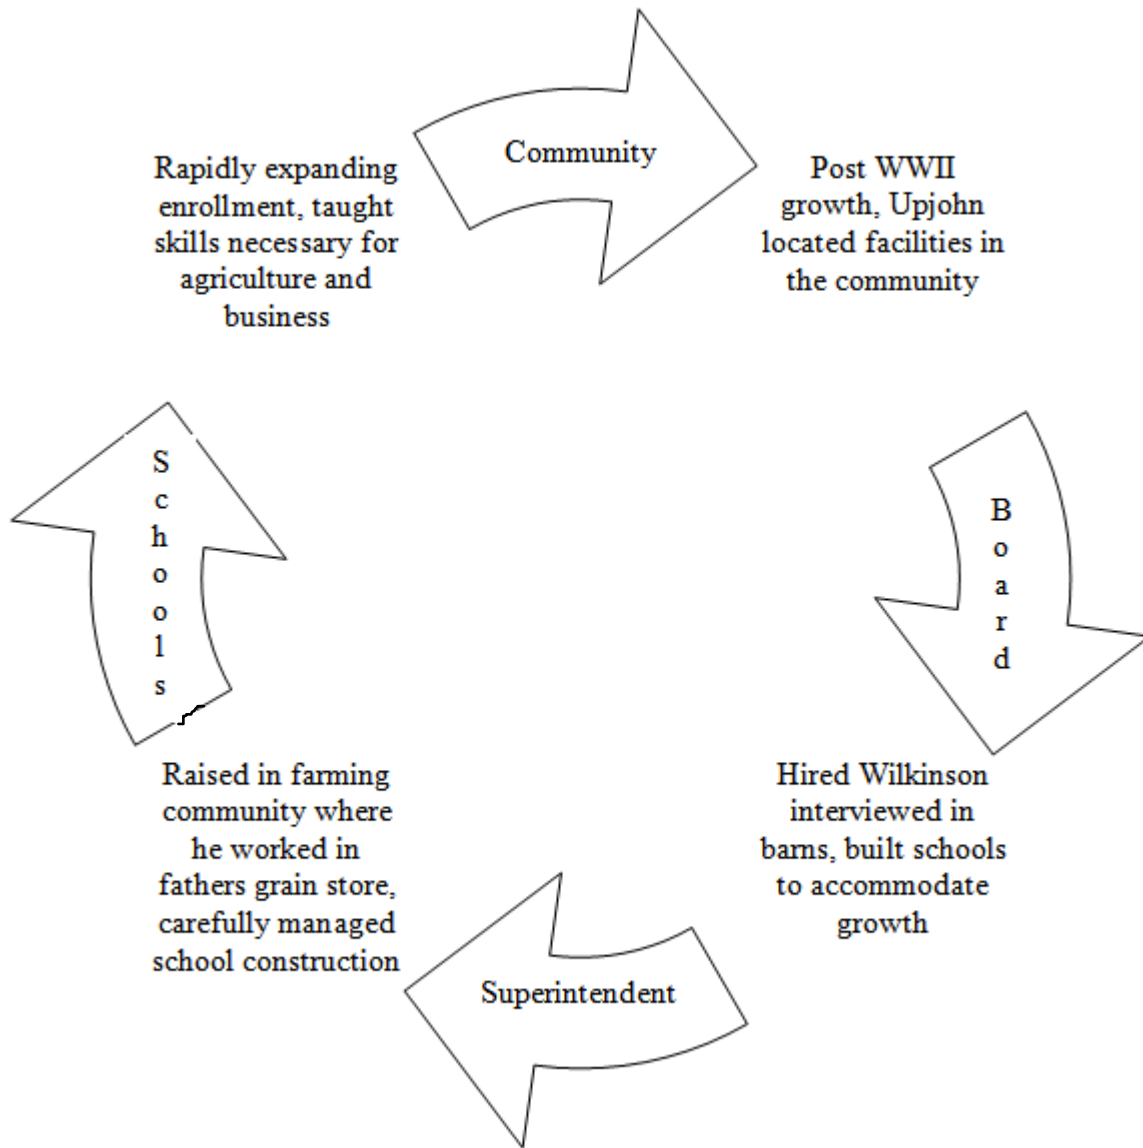 Community
Rapidly expanding
enrollment, taught
skills necessary for
agriculture and
business
Post WWII
growth, Upjohn
located facilities in
the community
Board
Hired Wilkinson
interviewed in
barns, built schools
to accommodate
growth
Superintendent
Raised in farming
community where
he worked in
fathers grain store,
carefully managed
school construction
Schools